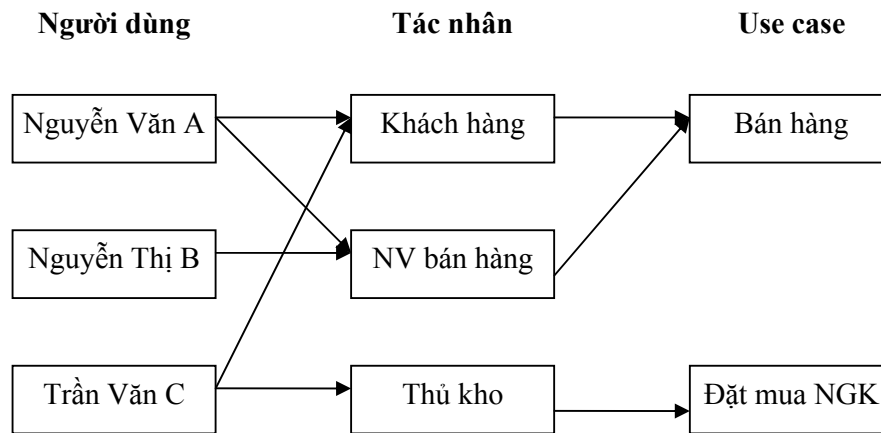 Người dùng
Tác nhân
Use case
Nguyễn Văn A
Khách hàng
Bán hàng
Nguyễn Thị B
NV bán hàng
Trần Văn C
Thủ kho
Đặt mua NGK